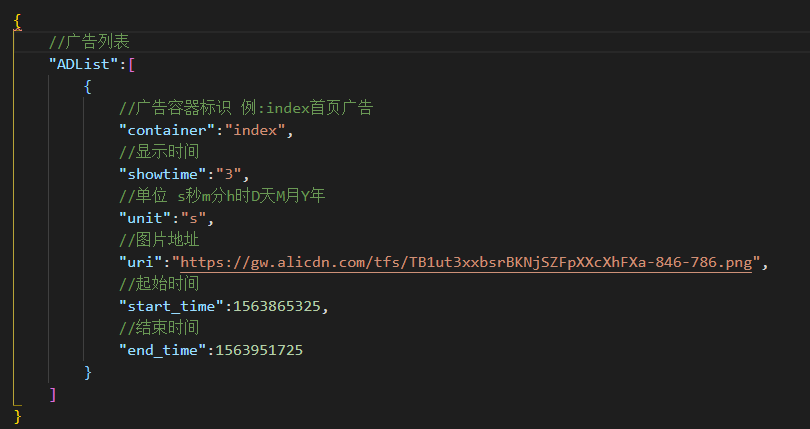 {
//广告列表
"ADList":[
{
//广告容器标识 例:index首页广告
"container":"index",
//显示时间
"showtime":"3",
//单位 s秒m分h时D天M月Y年
"unit":"s",
//图片地址
"uri":"https://gw.alicdn.com/tfs/TB1ut3xxbsrBKNjSZFpXXcXhFXa-846-786.png",
//起始时间
"start_time":1563865325,
//结束时间
"end_time":1563951725
}
]
}